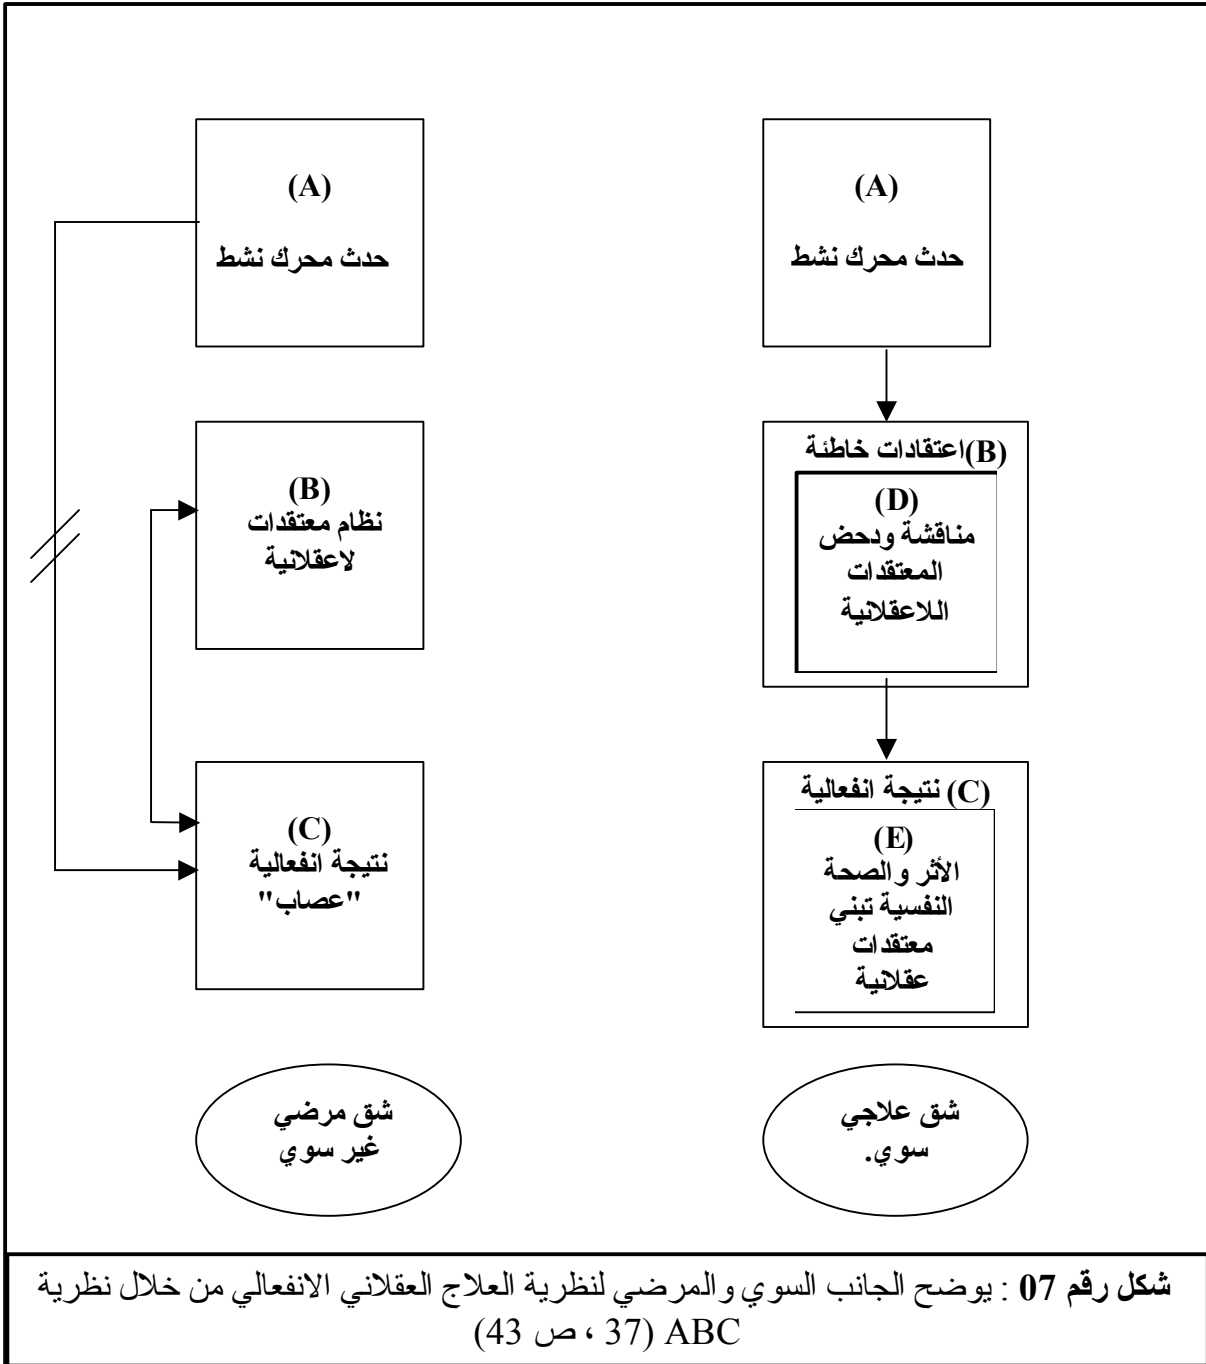 (A)
حدث محرك نشط
(B)اعتقادات خاطئة
(D)
مناقشة ودحض
المعتقدات
اللاعقلانية
(C) نتيجة انفعالية
(E)
الأثر والصحة
النفسية تبني
معتقدات
عقلانية
شق علاجي
سوي.
(A)
حدث محرك نشط
(B)
نظام معتقدات
لاعقلانية
(C)
نتيجة انفعالية
"عصاب"
شق مرضي
غير سوي
شكل رقم 07 : يوضح الجانب السوي والمرضي لنظرية العلاج العقلاني الانفعالي من خلال نظرية
ABC (37 ، ص 43)